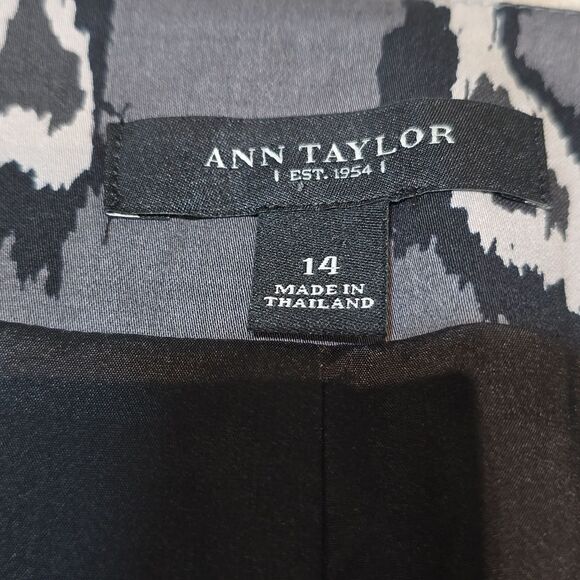 ANN TAYLOR
EST. 1954
14
MADE IN
THAILAND